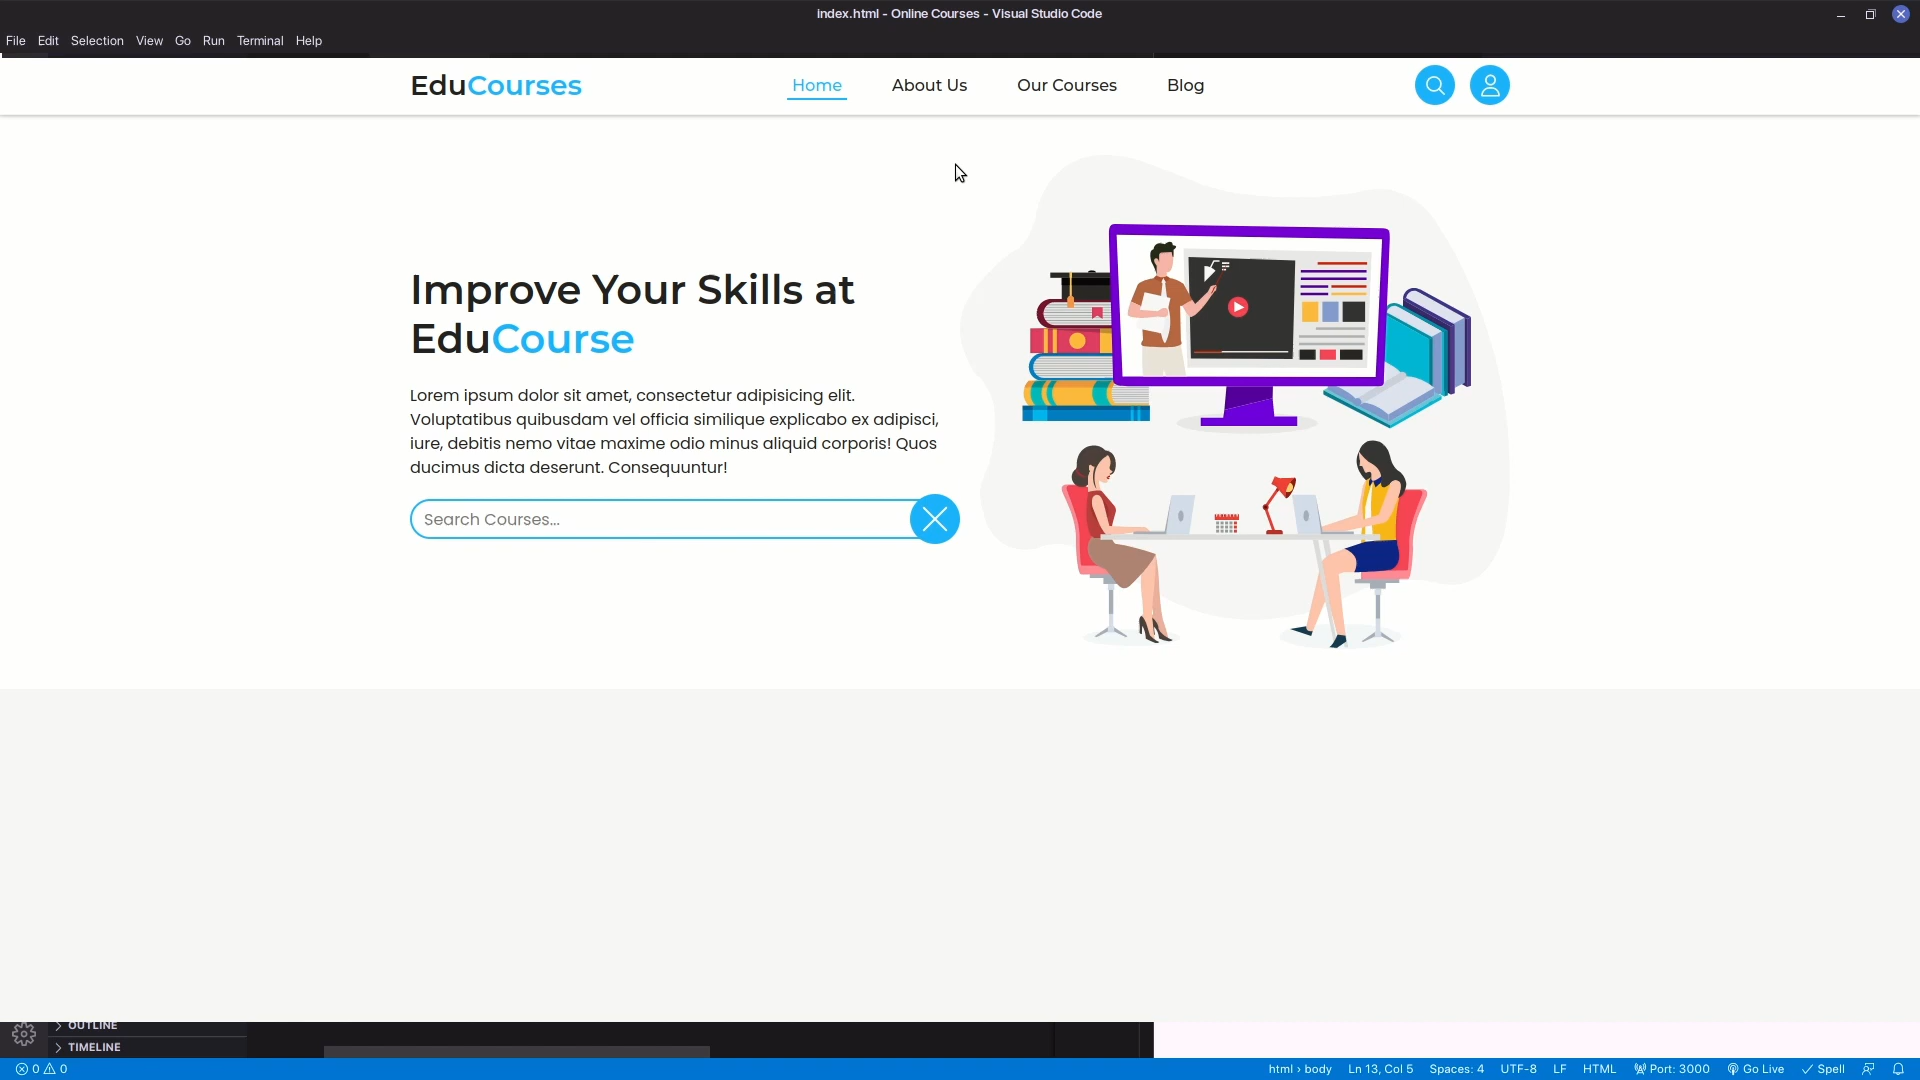 index.html - Online Courses - Visual Studio Code
File Edit Selection View Go Run Terminal Help
EduCourses Home About Us Our Courses Blog
Improve Your Skills at
EduCourse
Lorem ipsum dolor sit amet, consectetur adipisicing elit.
Voluptatibus quibusdam vel officia similique explicabo ex adipisci,
iure, debitis nemo vitae maxime odio minus aliquid corporis! Quos
ducimus dicta deserunt. Consequuntur!
Search Courses...
OUTLINE
TIMELINE
0 0 html › body Ln 13, Col 5 Spaces: 4 UTF-8 LF HTML Port: 3000 Go Live Spell